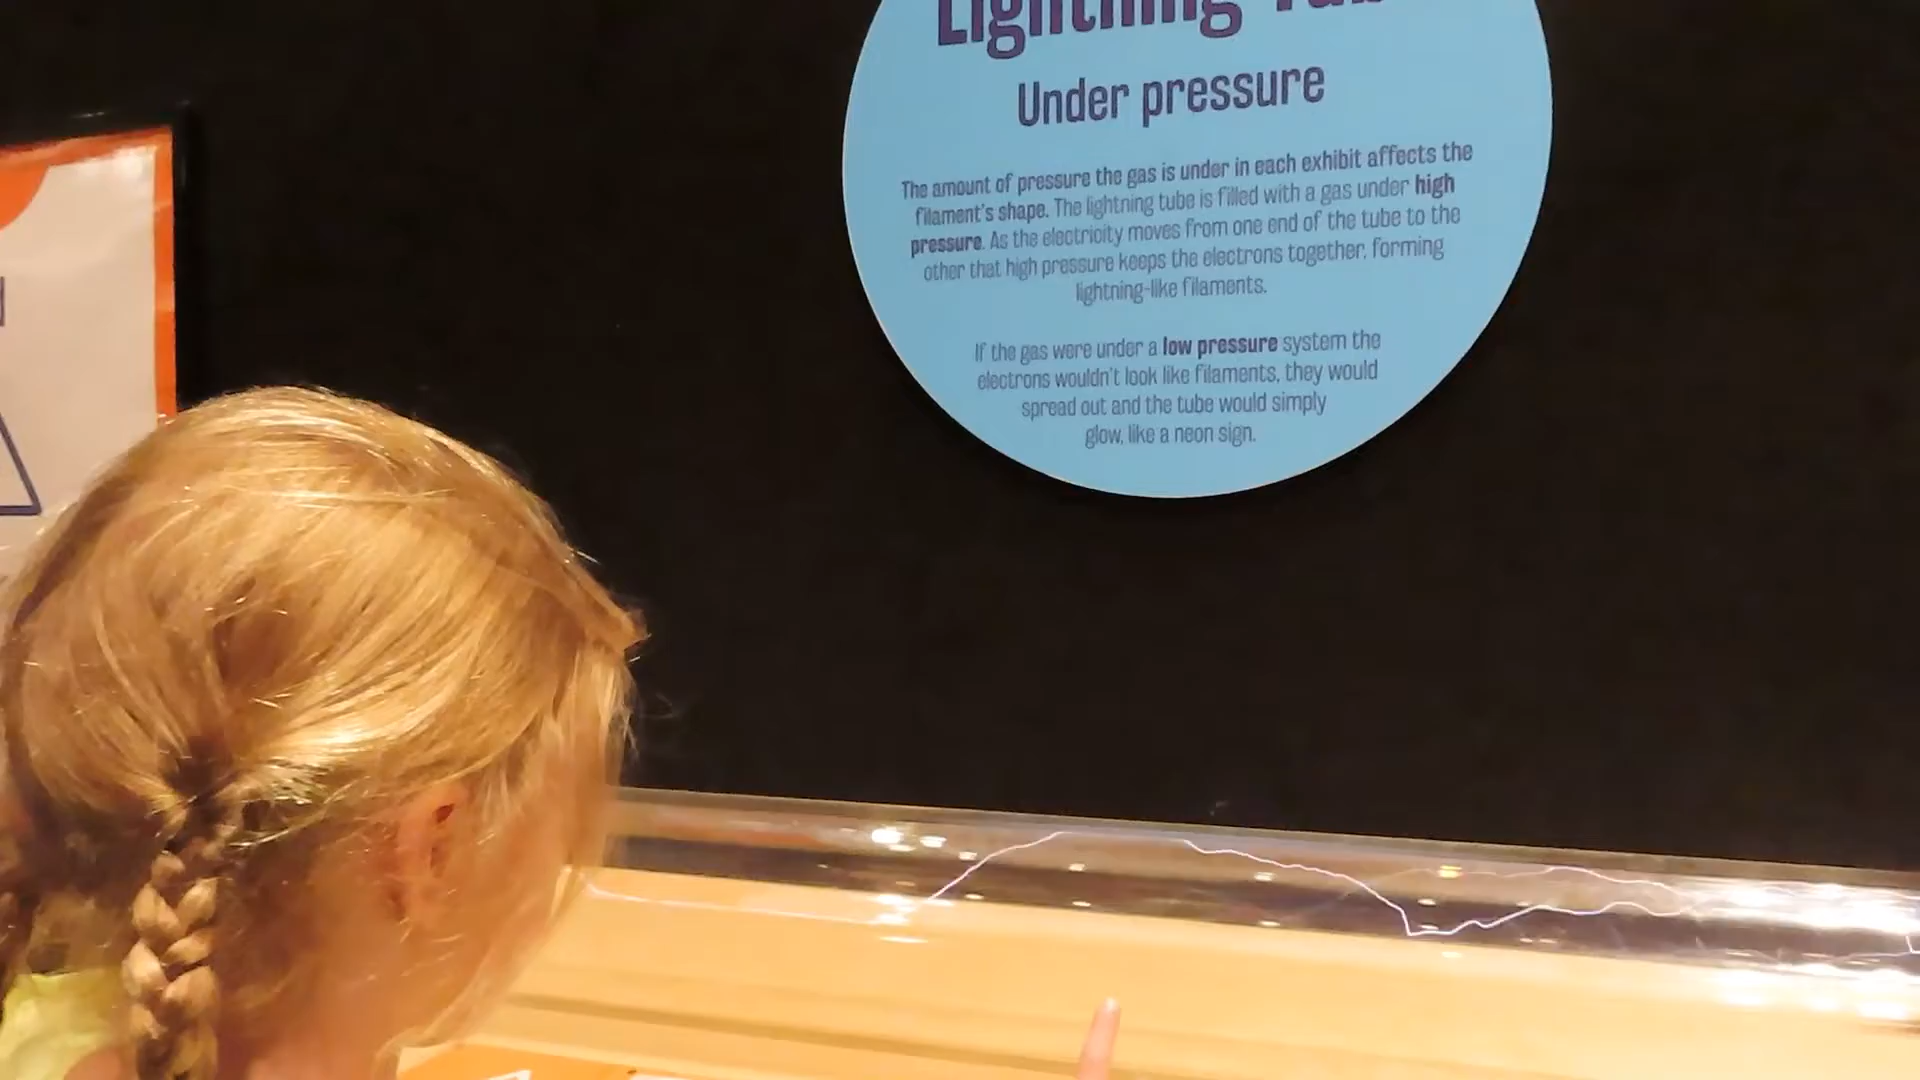 Lightning Tub
Under pressure
The amount of pressure the gas is under in each exhibit affects the
filament's shape. The lightning tube is filled with a gas under high
pressure. As the electricity moves from one end of the tube to the
other that high pressure keeps the electrons together, forming
lightning-like filaments.
If the gas were under a low pressure system the
electrons wouldn't look like filaments, they would
spread out and the tube would simply
glow, like a neon sign.